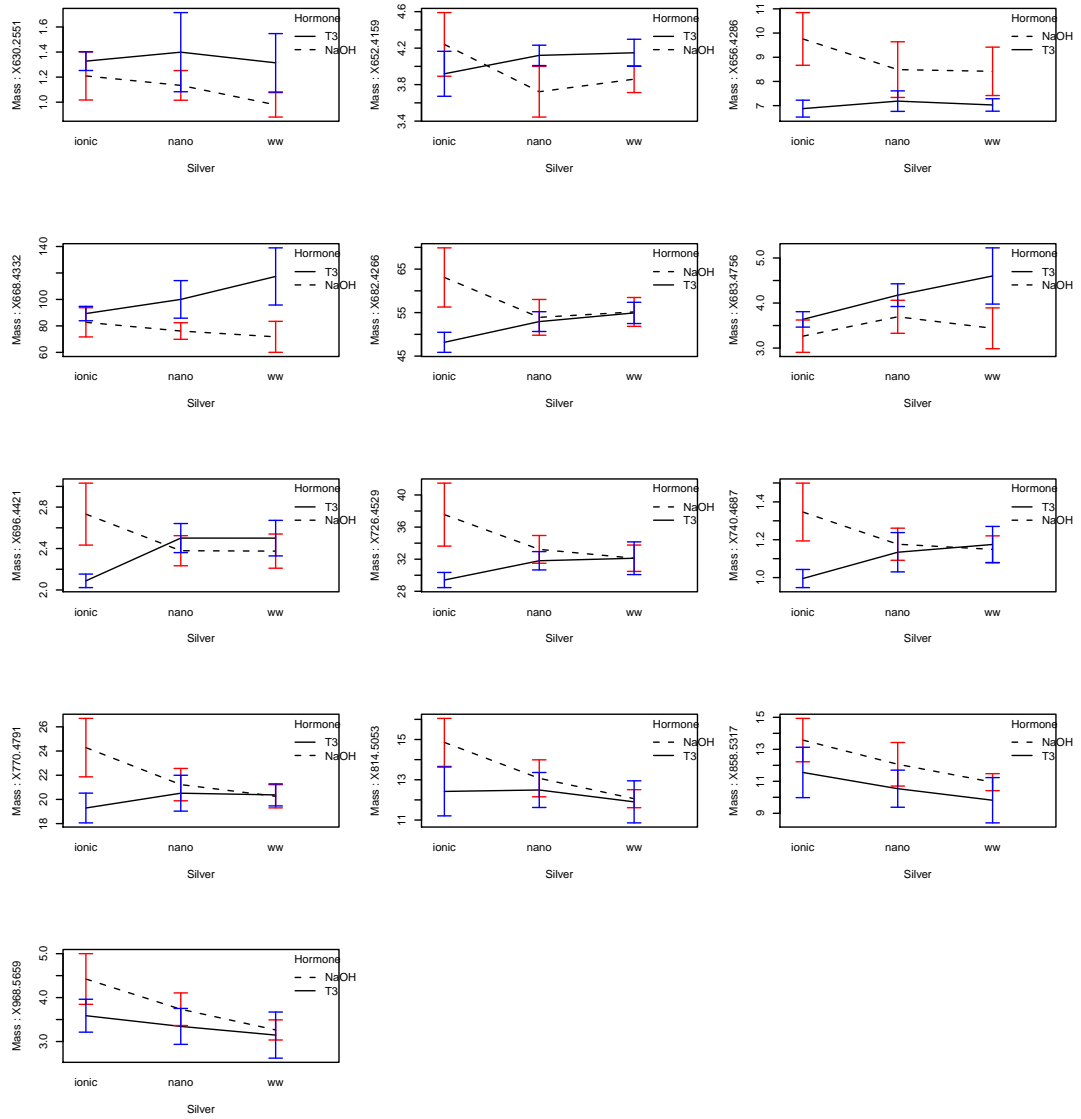 Mass : X630.2551
1.0 1.2 1.4 1.6
Hormone
T3
NaOH
ionic nano ww
Silver
Mass : X652.4159
3.4 3.8 4.2 4.6
Hormone
T3
NaOH
ionic nano ww
Silver
Mass : X656.4286
7 8 9 10 11
Hormone
NaOH
T3
ionic nano ww
Silver
Mass : X668.4332
60 80 100 140
Hormone
T3
NaOH
ionic nano ww
Silver
Mass : X682.4266
45 55 65
Hormone
NaOH
T3
ionic nano ww
Silver
Mass : X683.4756
3.0 4.0 5.0
Hormone
T3
NaOH
ionic nano ww
Silver
Mass : X696.4421
2.0 2.4 2.8
Hormone
T3
NaOH
ionic nano ww
Silver
Mass : X726.4529
28 32 36 40
Hormone
NaOH
T3
ionic nano ww
Silver
Mass : X740.4687
1.0 1.2 1.4
Hormone
T3
NaOH
ionic nano ww
Silver
Mass : X770.4791
18 20 22 24 26
Hormone
T3
NaOH
ionic nano ww
Silver
Mass : X814.5053
11 13 15
Hormone
NaOH
T3
ionic nano ww
Silver
Mass : X858.5317
9 11 13 15
Hormone
NaOH
T3
ionic nano ww
Silver
Mass : X968.5659
3.0 4.0 5.0
Hormone
NaOH
T3
ionic nano ww
Silver